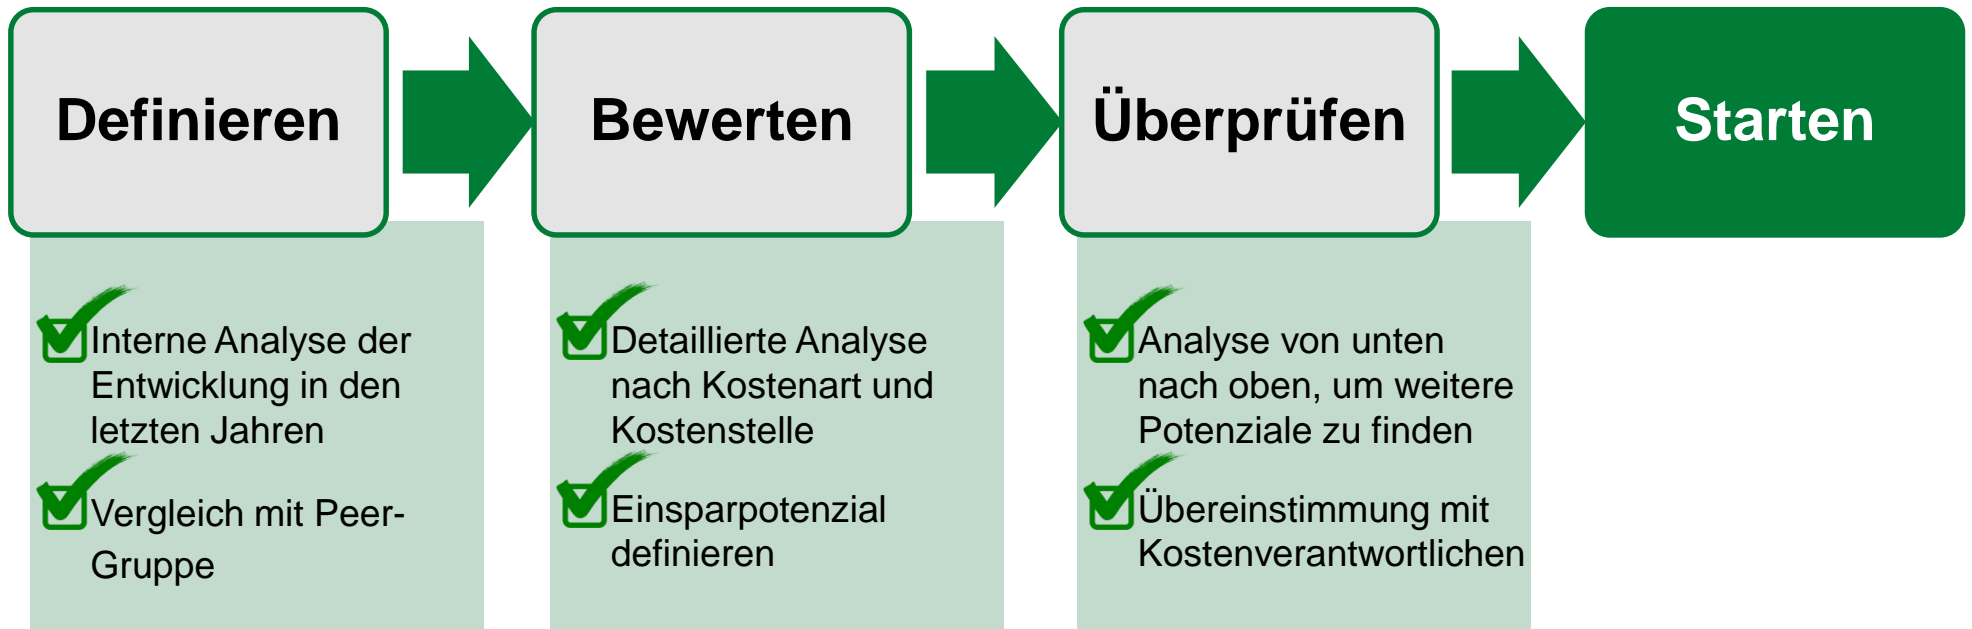 Definieren
Bewerten
Überprüfen
Starten
Interne Analyse der
Entwicklung in den
letzten Jahren
Vergleich mit Peer-
Gruppe
Detaillierte Analyse
nach Kostenart und
Kostenstelle
Einsparpotenzial
definieren
Analyse von unten
nach oben, um weitere
Potenziale zu finden
Übereinstimmung mit
Kostenverantwortlichen